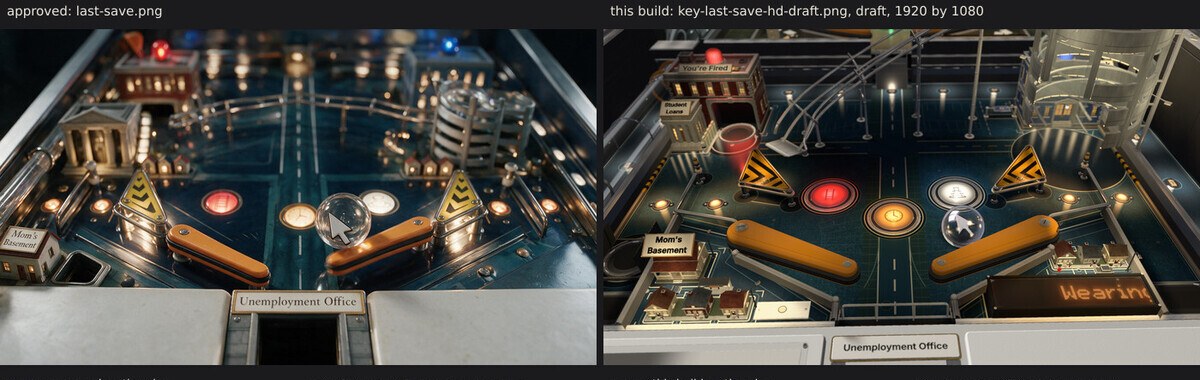 approved: last-save.png
this build: key-last-save-hd-draft.png, draft, 1920 by 1080
Mom's
Basement
Unemployment Office
You're Fired
Student
Loans
Mom's
Basement
Wearing
Unemployment Office